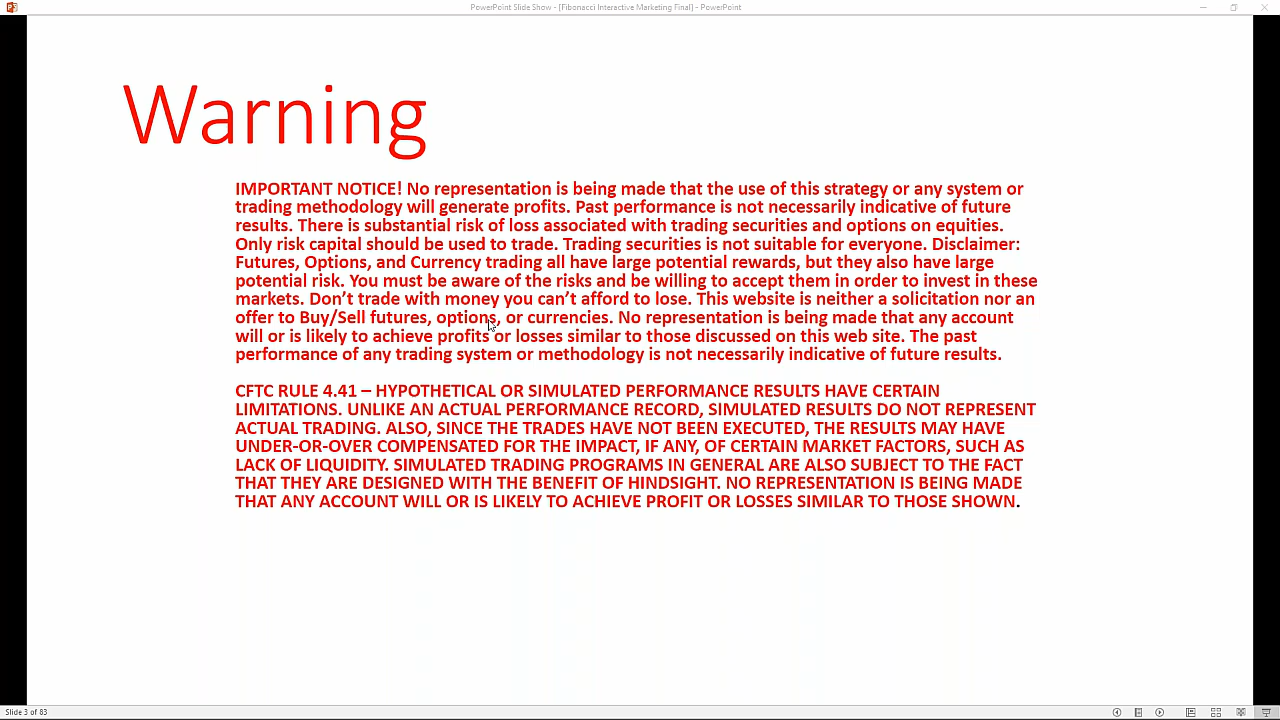 PowerPoint Slide Show - [Fibonacci Interactive Marketing Final] - PowerPoint
Warning
IMPORTANT NOTICE! No representation is being made that the use of this strategy or any system or
trading methodology will generate profits. Past performance is not necessarily indicative of future
results. There is substantial risk of loss associated with trading securities and options on equities.
Only risk capital should be used to trade. Trading securities is not suitable for everyone. Disclaimer:
Futures, Options, and Currency trading all have large potential rewards, but they also have large
potential risk. You must be aware of the risks and be willing to accept them in order to invest in these
markets. Don’t trade with money you can’t afford to lose. This website is neither a solicitation nor an
offer to Buy/Sell futures, options, or currencies. No representation is being made that any account
will or is likely to achieve profits or losses similar to those discussed on this web site. The past
performance of any trading system or methodology is not necessarily indicative of future results.
CFTC RULE 4.41 – HYPOTHETICAL OR SIMULATED PERFORMANCE RESULTS HAVE CERTAIN
LIMITATIONS. UNLIKE AN ACTUAL PERFORMANCE RECORD, SIMULATED RESULTS DO NOT REPRESENT
ACTUAL TRADING. ALSO, SINCE THE TRADES HAVE NOT BEEN EXECUTED, THE RESULTS MAY HAVE
UNDER-OR-OVER COMPENSATED FOR THE IMPACT, IF ANY, OF CERTAIN MARKET FACTORS, SUCH AS
LACK OF LIQUIDITY. SIMULATED TRADING PROGRAMS IN GENERAL ARE ALSO SUBJECT TO THE FACT
THAT THEY ARE DESIGNED WITH THE BENEFIT OF HINDSIGHT. NO REPRESENTATION IS BEING MADE
THAT ANY ACCOUNT WILL OR IS LIKELY TO ACHIEVE PROFIT OR LOSSES SIMILAR TO THOSE SHOWN.
Slide 3 of 83